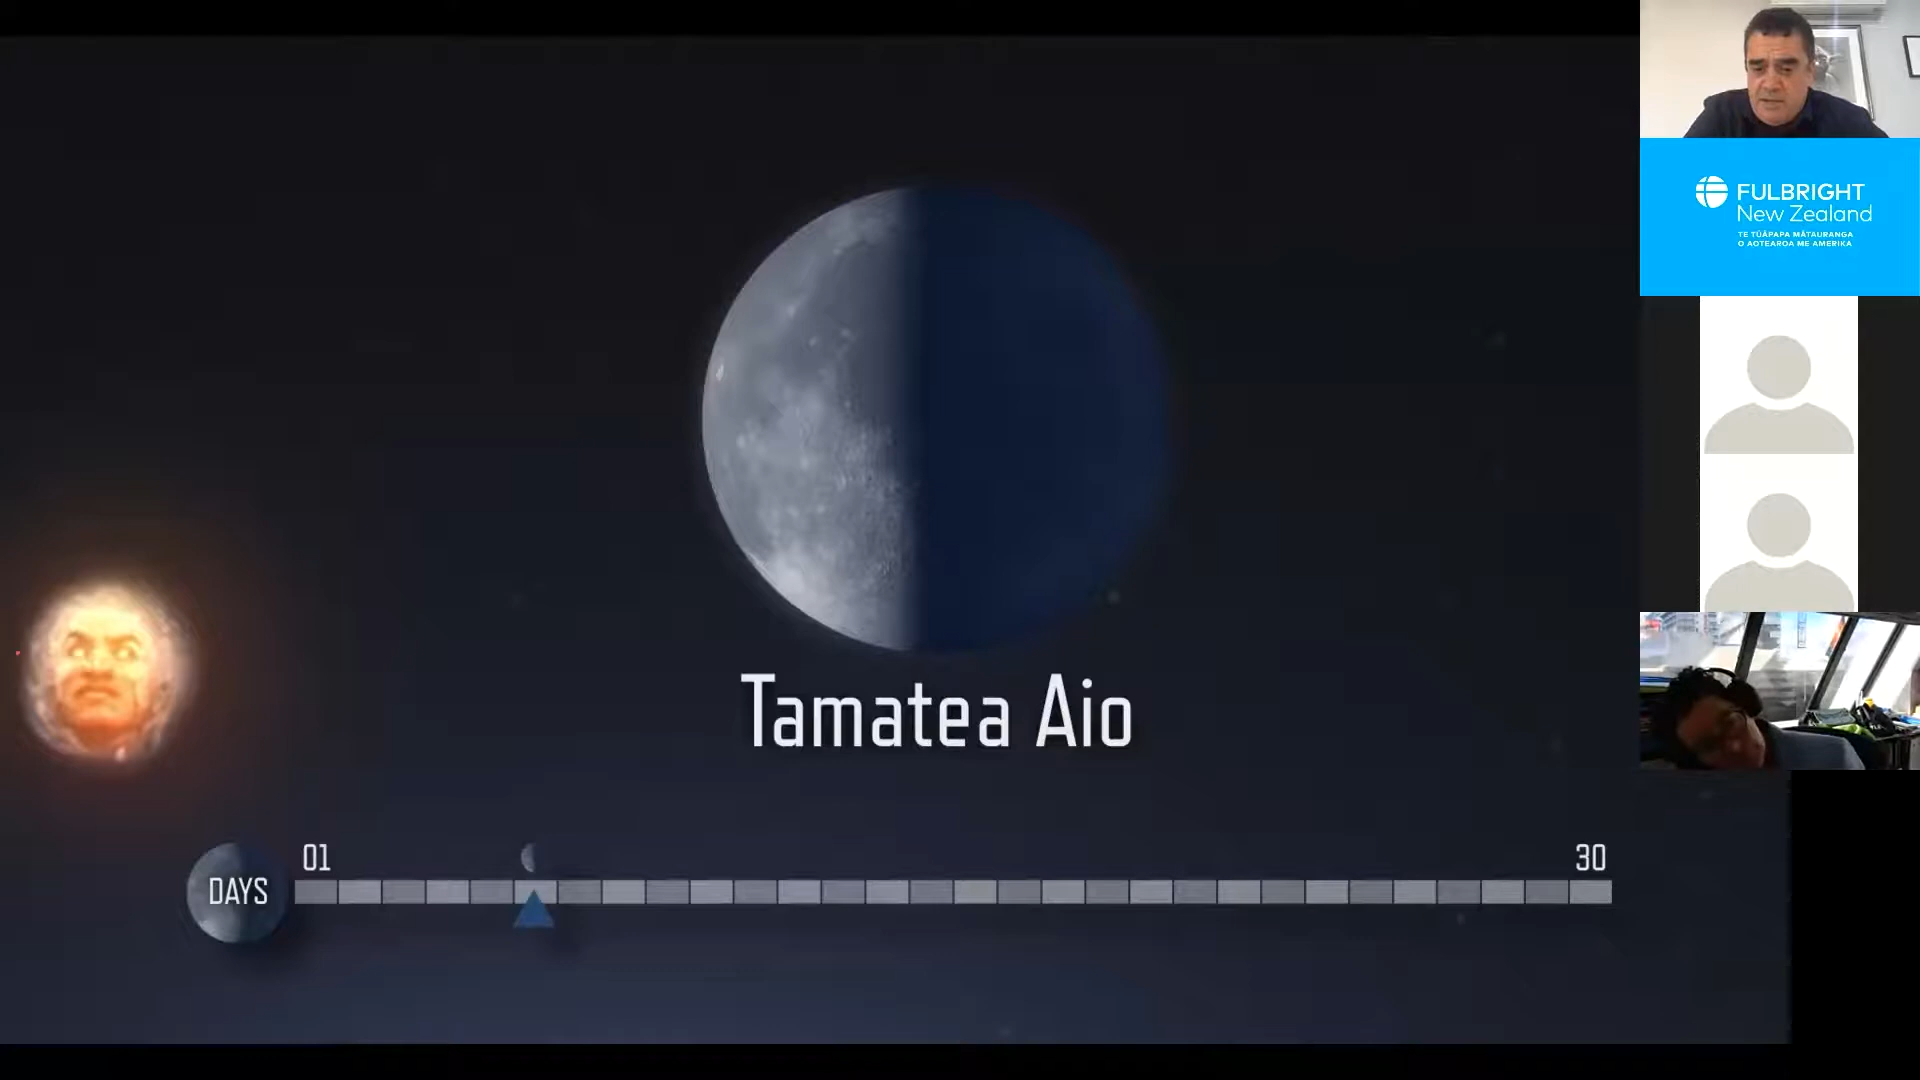 Tamatea Aio
DAYS
01
30
FULBRIGHT
New Zealand
TE TŪĀPAPA MĀTAURANGA
O AOTEAROA ME AMERIKA